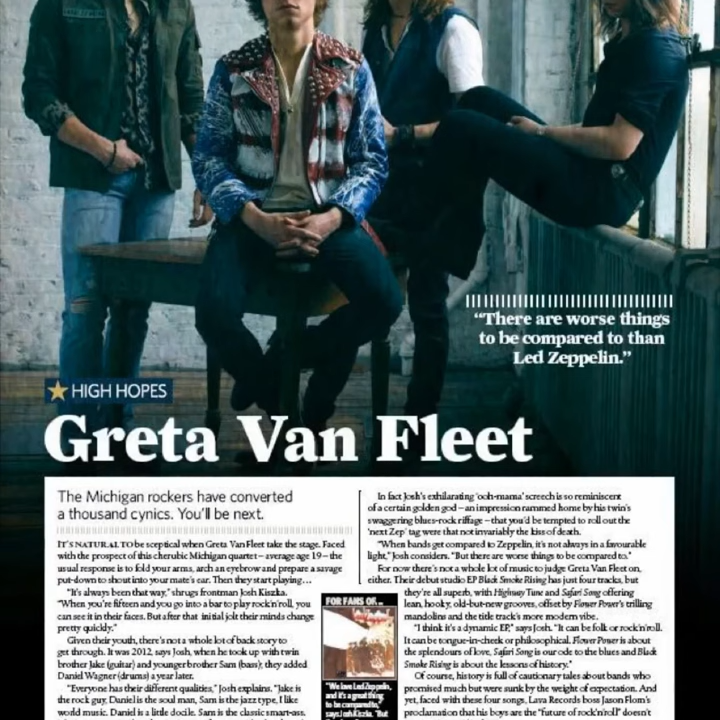 “There are worse things
to be compared to than
Led Zeppelin.”
HIGH HOPES
Greta Van Fleet
The Michigan rockers have converted
a thousand cynics. You’ll be next.
IT’S NATURAL TO be sceptical when Greta Van Fleet take the stage. Faced
with the prospect of this cherubic Michigan quartet – average age 19 – the
usual response is to fold your arms, arch an eyebrow and prepare a savage
put-down to shout into your mate’s ear. Then they start playing…
“It’s always been that way,” shrugs frontman Josh Kiszka.
“When you’re fifteen and you go into a bar to play rock’n’roll, you
can see it in their faces. But after that initial jolt their minds change
pretty quickly.”
Given their youth, there’s not a whole lot of back story to
get through. It was 2012, says Josh, when he took up with twin
brother Jake (guitar) and younger brother Sam (bass); they added
Daniel Wagner (drums) a year later.
“Everyone has their different qualities,” Josh explains. “Jake is
the rock guy, Daniel is the soul man, Sam is the jazz type, I like
world music. Daniel is a little docile. Sam is the classic smart-ass.
FOR FANS OF...
“We love Led Zeppelin,
and it’s a great thing
to be compared to,”
says Josh Kiszka. “But
In fact Josh’s exhilarating ‘ooh-mama’ screech is so reminiscent
of a certain golden god – an impression rammed home by his twin’s
swaggering blues-rock riffage – that you’d be tempted to roll out the
‘next Zep’ tag were that not invariably the kiss of death.
“When bands get compared to Zeppelin, it’s not always in a favourable
light,” Josh considers. “But there are worse things to be compared to.”
For now there’s not a whole lot of music to judge Greta Van Fleet on,
either. Their debut studio EP Black Smoke Rising has just four tracks, but
they’re all superb, with Highway Tune and Safari Song offering
lean, hooky, old-but-new grooves, offset by Flower Power’s trilling
mandolins and the title track’s more modern vibe.
“I think it’s a dynamic EP,” says Josh. “It can be folk or rock’n’roll.
It can be tongue-in-cheek or philosophical. Flower Power is about
the splendours of love, Safari Song is our ode to the blues and Black
Smoke Rising is about the lessons of history.”
Of course, history is full of cautionary tales about bands who
promised much but were sunk by the weight of expectation. And
yet, faced with these four songs, Lava Records boss Jason Flom’s
proclamation that his boys are the “future of rock’n’roll” doesn’t